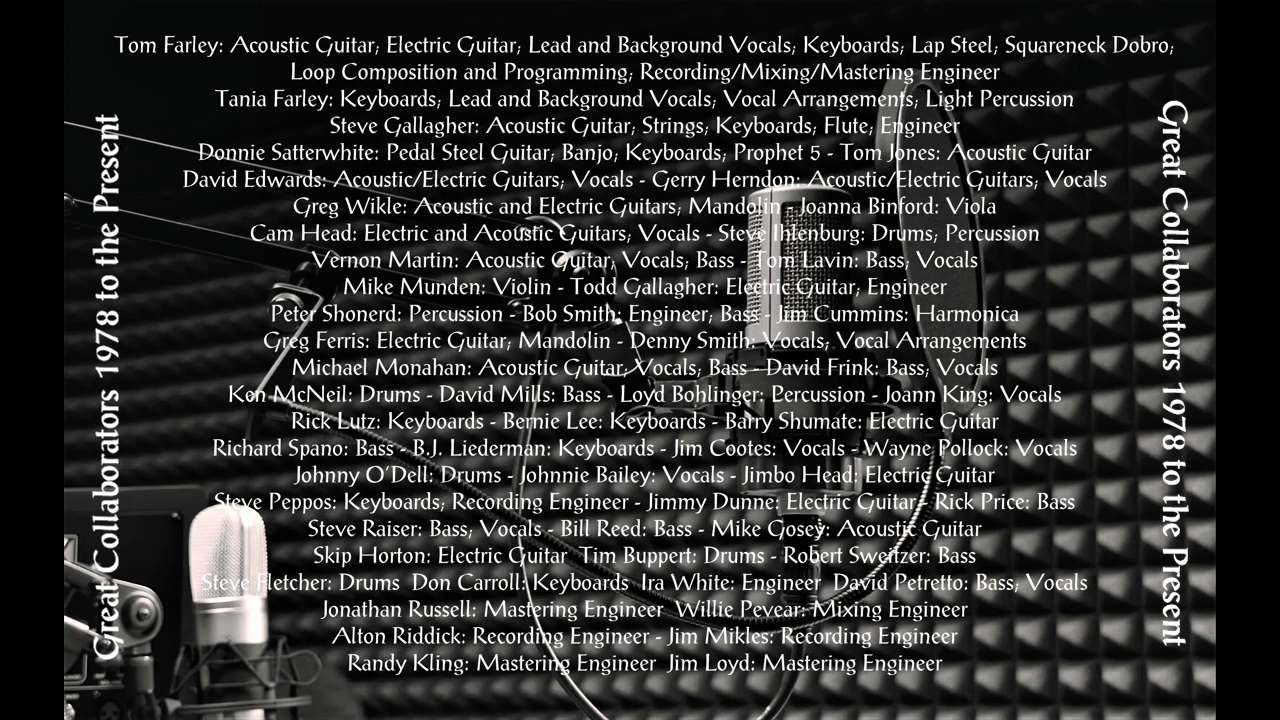 Tom Farley: Acoustic Guitar; Electric Guitar; Lead and Background Vocals; Keyboards; Lap Steel; Squareneck Dobro;
Loop Composition and Programming; Recording/Mixing/Mastering Engineer
Tania Farley: Keyboards; Lead and Background Vocals; Vocal Arrangements; Light Percussion
Steve Gallagher: Acoustic Guitar; Strings; Keyboards; Flute; Engineer
Donnie Satterwhite: Pedal Steel Guitar; Banjo; Keyboards; Prophet 5 - Tom Jones: Acoustic Guitar
David Edwards: Acoustic/Electric Guitars; Vocals - Gerry Herndon: Acoustic/Electric Guitars; Vocals
Greg Wikle: Acoustic and Electric Guitars; Mandolin - Joanna Binford: Viola
Cam Head: Electric and Acoustic Guitars; Vocals - Steve Ihlenburg: Drums; Percussion
Vernon Martin: Acoustic Guitar; Vocals; Bass - Tom Lavin: Bass; Vocals
Mike Munden: Violin - Todd Gallagher: Electric Guitar; Engineer
Peter Shonerd: Percussion - Bob Smith: Engineer; Bass - Jim Cummins: Harmonica
Greg Ferris: Electric Guitar; Mandolin - Denny Smith: Vocals; Vocal Arrangements
Michael Monahan: Acoustic Guitar; Vocals; Bass - David Frink: Bass; Vocals
Ken McNeil: Drums - David Mills: Bass - Loyd Bohlinger: Percussion - Joann King: Vocals
Rick Lutz: Keyboards - Bernie Lee: Keyboards - Barry Shumate: Electric Guitar
Richard Spano: Bass - B.J. Liederman: Keyboards - Jim Cootes: Vocals - Wayne Pollock: Vocals
Johnny O'Dell: Drums - Johnnie Bailey: Vocals - Jimbo Head: Electric Guitar
Steve Peppos: Keyboards; Recording Engineer - Jimmy Dunne: Electric Guitar - Rick Price: Bass
Steve Raiser: Bass; Vocals - Bill Reed: Bass - Mike Gosey: Acoustic Guitar
Skip Horton: Electric Guitar  Tim Buppert: Drums - Robert Sweitzer: Bass
Steve Fletcher: Drums  Don Carroll: Keyboards  Ira White: Engineer  David Petretto: Bass; Vocals
Jonathan Russell: Mastering Engineer  Willie Pevear: Mixing Engineer
Alton Riddick: Recording Engineer - Jim Mikles: Recording Engineer
Randy Kling: Mastering Engineer  Jim Loyd: Mastering Engineer
Great Collaborators 1978 to the Present
Great Collaborators 1978 to the Present